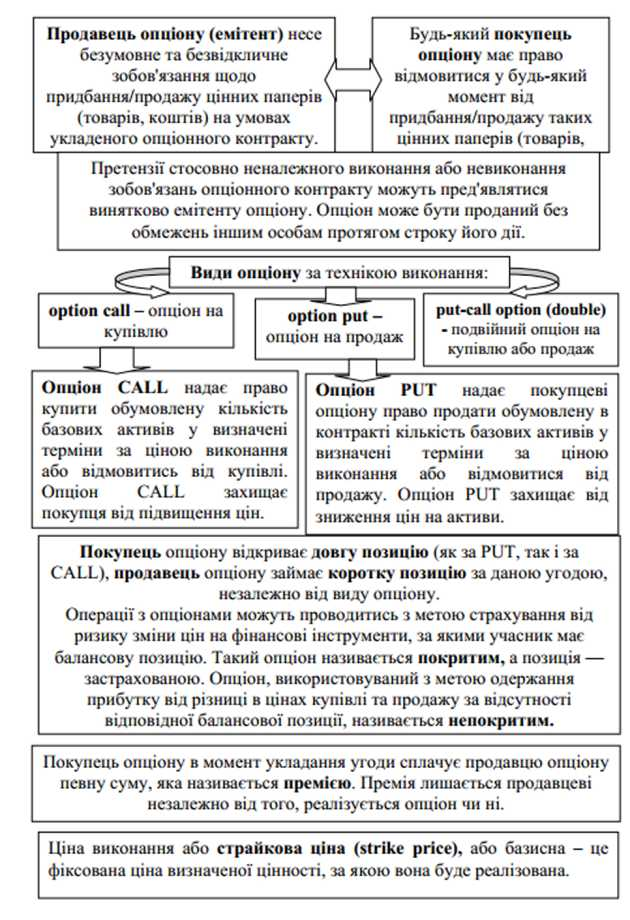 Продавець опціону (емітент) несе
безумовне та безвідкличне
зобов'язання щодо
придбання/продажу цінних паперів
(товарів, коштів) на умовах
укладеного опціонного контракту.
Будь-який покупець
опціону має право
відмовитися у будь-який
момент від
придбання/продажу таких
цінних паперів (товарів,
Претензії стосовно неналежного виконання або невиконання
зобов'язань опціонного контракту можуть пред'являтися
винятково емітенту опціону. Опціон може бути проданий без
обмежень іншим особам протягом строку його дії.
Види опціону за технікою виконання:
option call – опціон на
купівлю
option put –
опціон на продаж
put-call option (double)
- подвійний опціон на
купівлю або продаж
Опціон CALL надає право
купити обумовлену кількість
базових активів у визначені
терміни за ціною виконання
або відмовитись від купівлі.
Опціон CALL захищає
покупця від підвищення цін.
Опціон PUT надає покупцеві
опціону право продати обумовлену в
контракті кількість базових активів у
визначені терміни за ціною
виконання або відмовитися від
продажу. Опціон PUT захищає від
зниження цін на активи.
Покупець опціону відкриває довгу позицію (як за PUT, так і за
CALL), продавець опціону займає коротку позицію за даною угодою,
незалежно від виду опціону.
Операції з опціонами можуть проводитись з метою страхування від
ризику зміни цін на фінансові інструменти, за якими учасник має
балансову позицію. Такий опціон називається покритим, а позиція —
застрахованою. Опціон, використовуваний з метою одержання
прибутку від різниці в цінах купівлі та продажу за відсутності
відповідної балансової позиції, називається непокритим.
Покупець опціону в момент укладання угоди сплачує продавцю опціону
певну суму, яка називається премією. Премія лишається продавцеві
незалежно від того, реалізується опціон чи ні.
Ціна виконання або страйкова ціна (strike price), або базисна – це
фіксована ціна визначеної цінності, за якою вона буде реалізована.